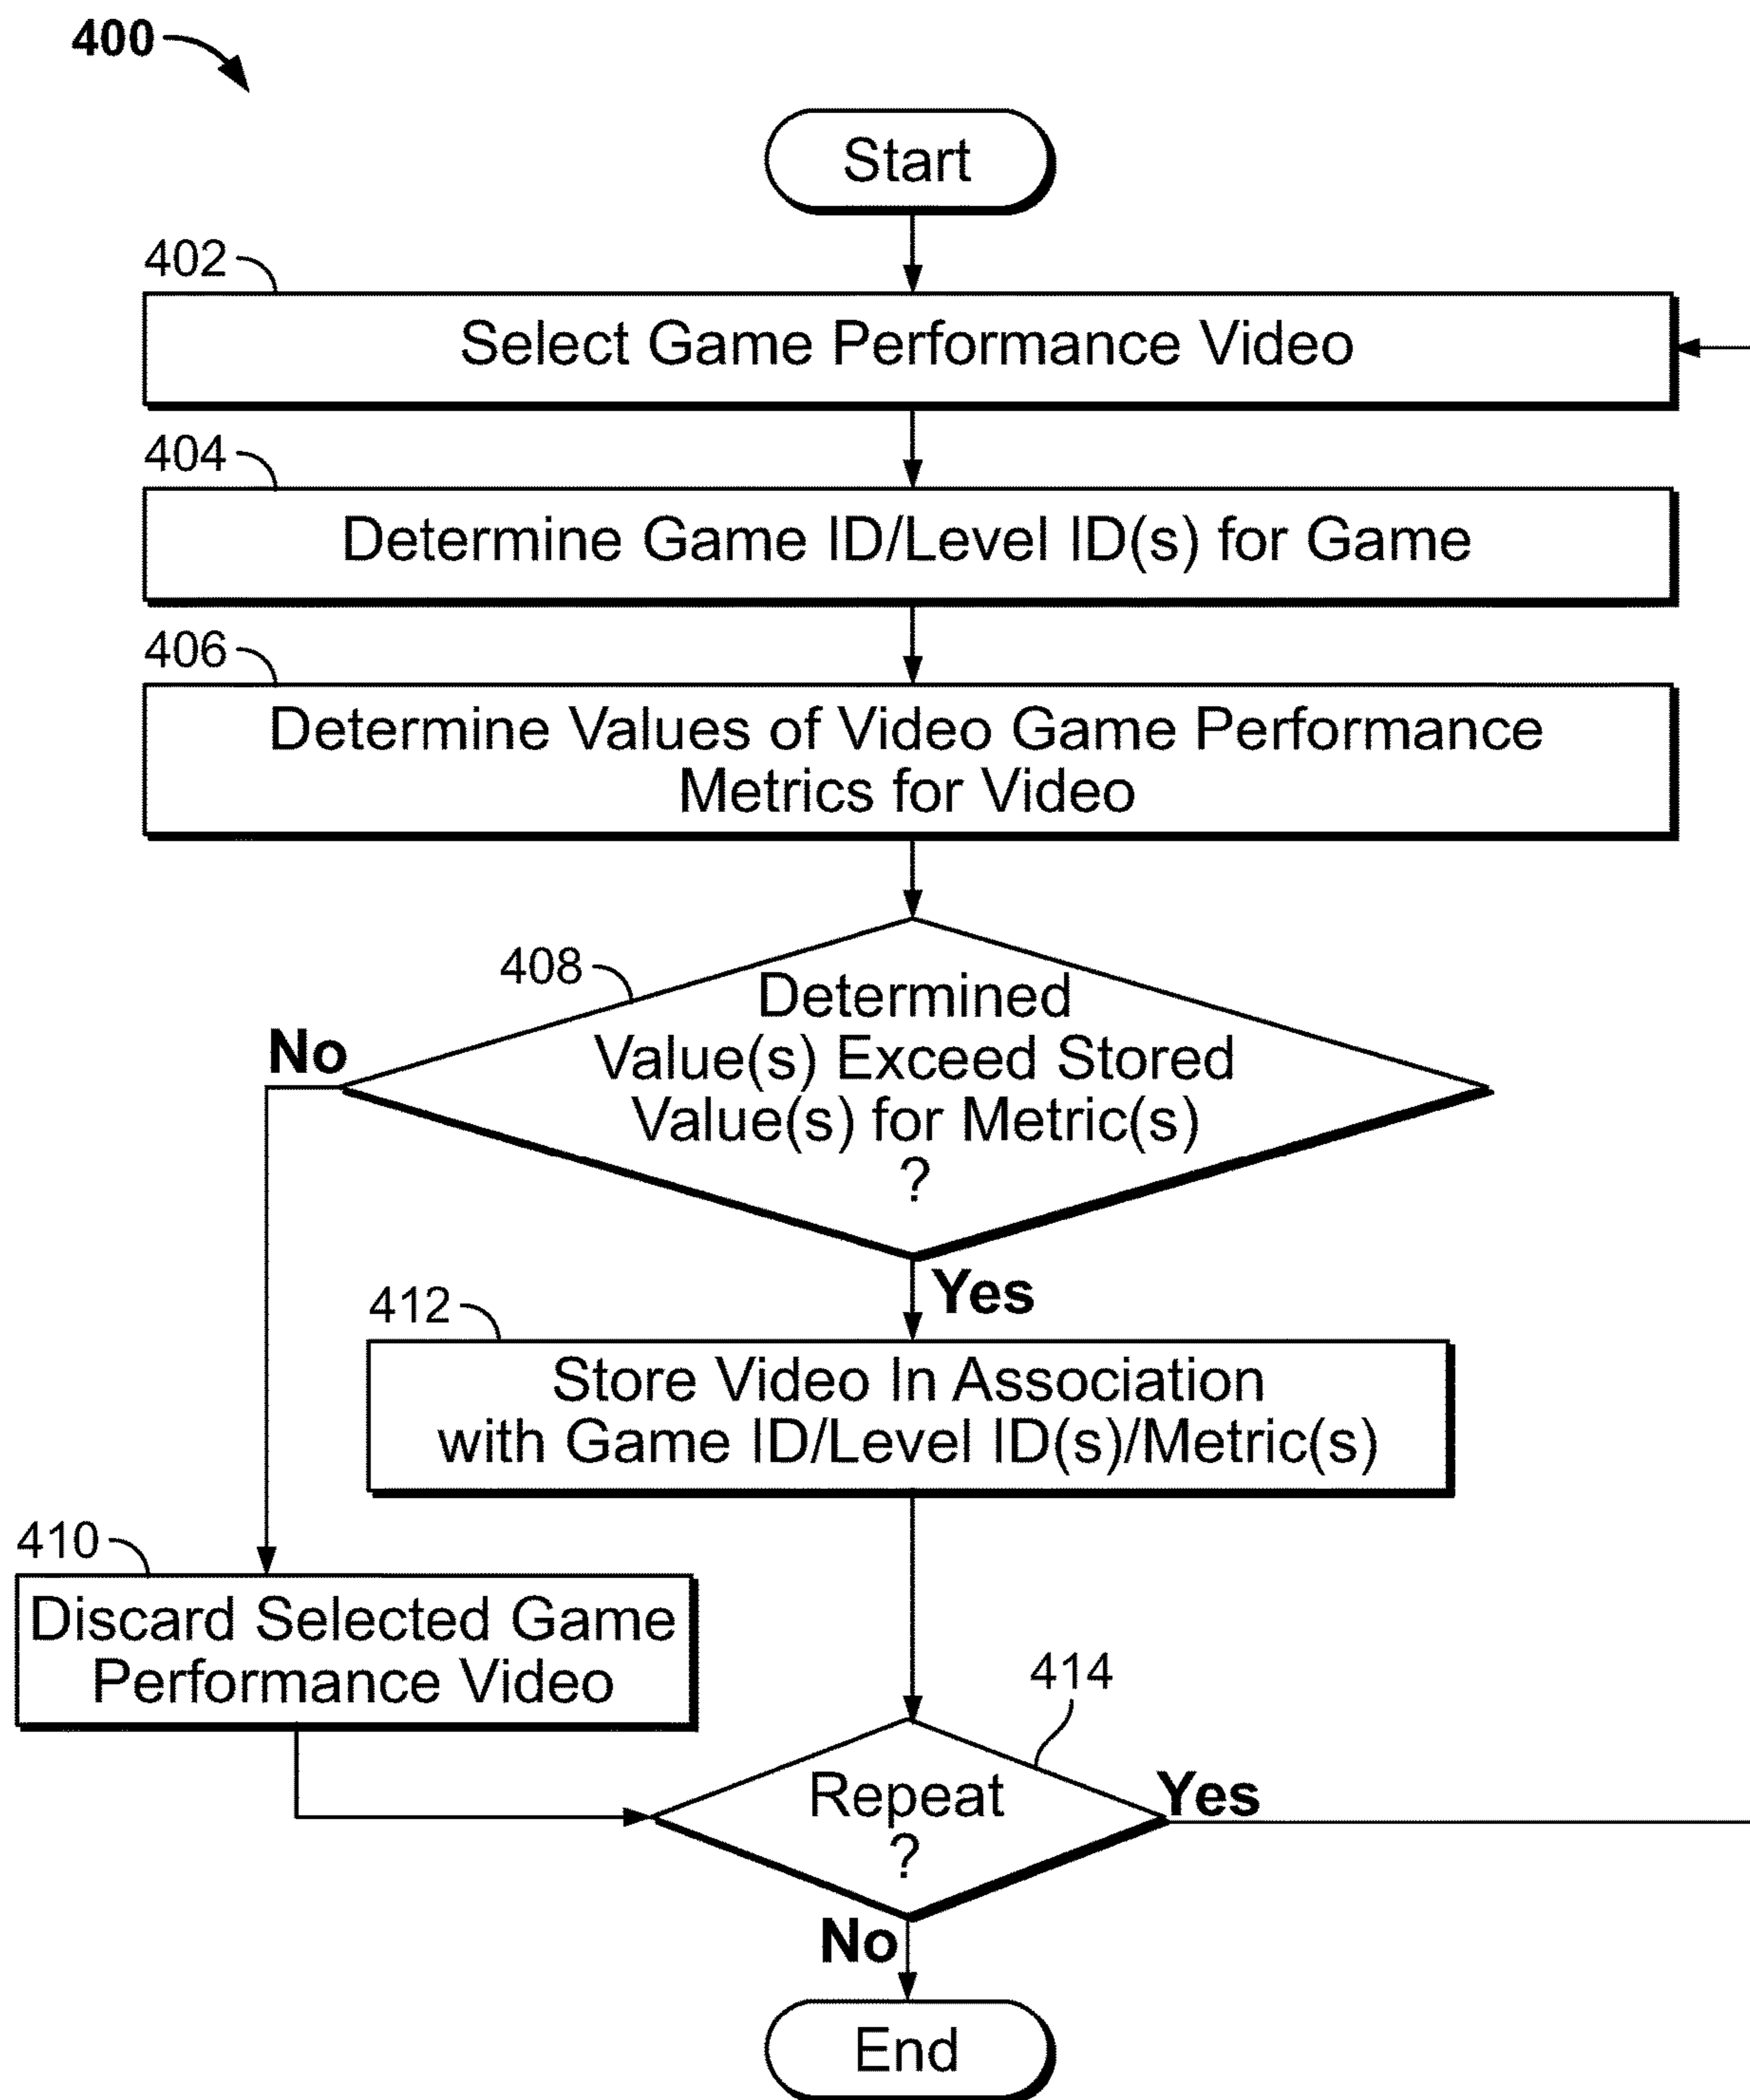 400
Start
402
Select Game Performance Video
404
Determine Game ID/Level ID(s) for Game
406
Determine Values of Video Game Performance
Metrics for Video
408
Determined
Value(s) Exceed Stored
Value(s) for Metric(s)
?
No
Yes
412
Store Video In Association
with Game ID/Level ID(s)/Metric(s)
410
Discard Selected Game
Performance Video
414
Repeat
?
Yes
No
End